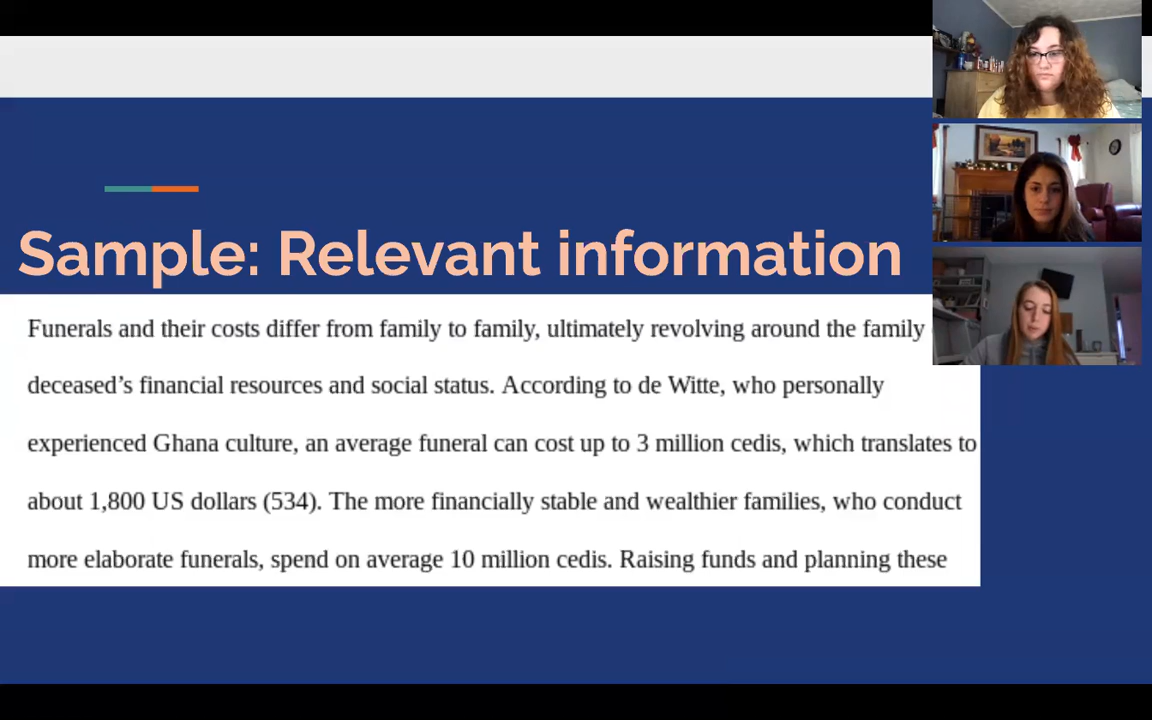 Sample: Relevant information
Funerals and their costs differ from family to family, ultimately revolving around the family
deceased’s financial resources and social status. According to de Witte, who personally
experienced Ghana culture, an average funeral can cost up to 3 million cedis, which translates to
about 1,800 US dollars (534). The more financially stable and wealthier families, who conduct
more elaborate funerals, spend on average 10 million cedis. Raising funds and planning these